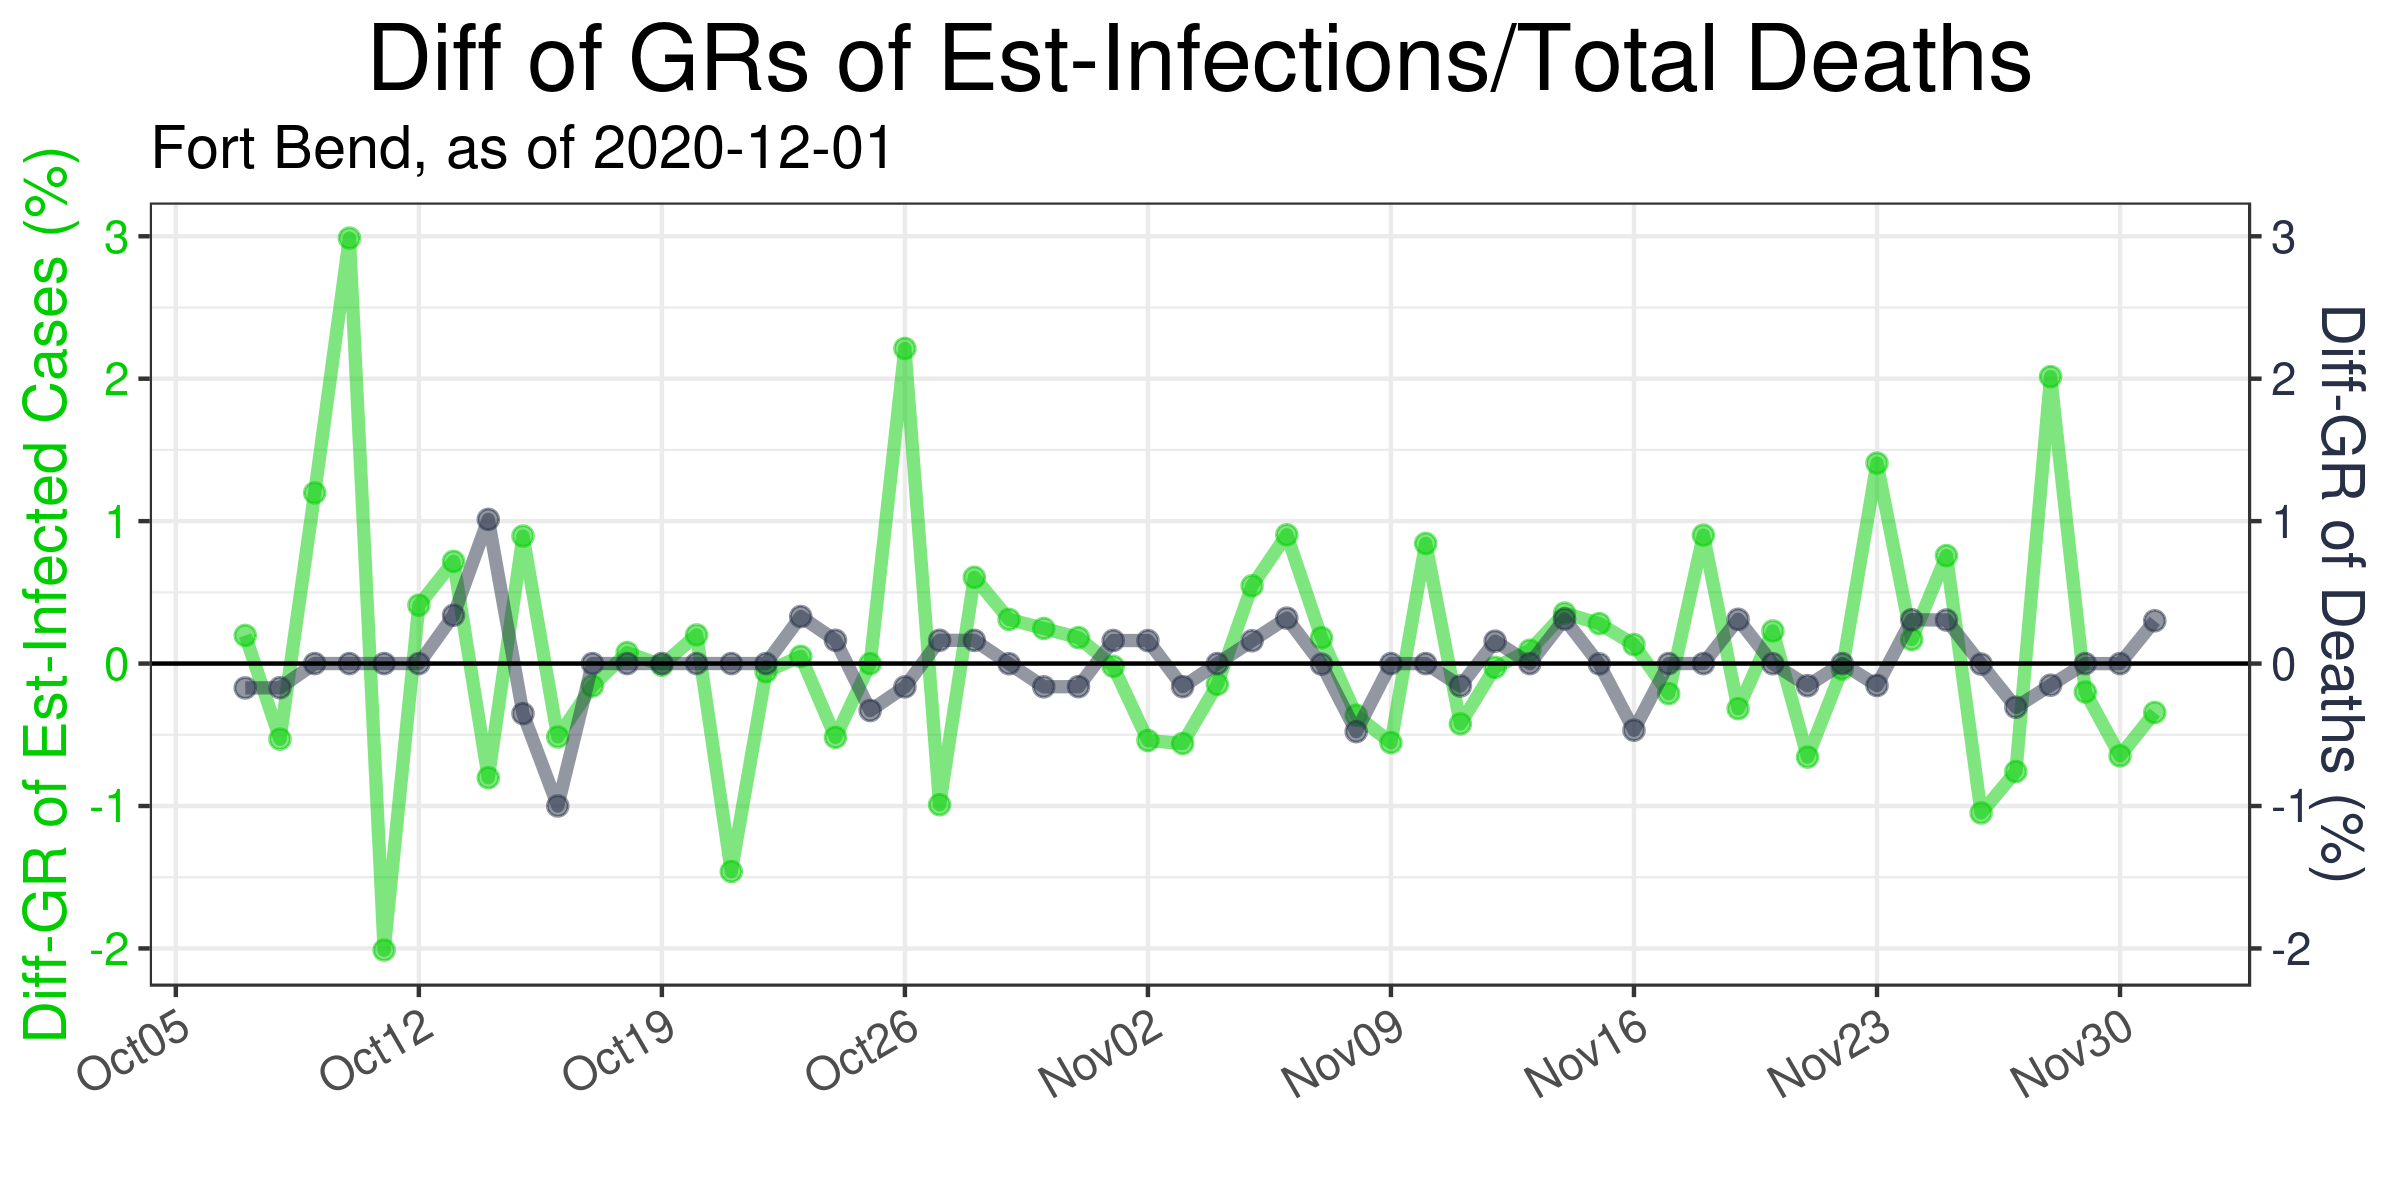 Diff of GRs of Est-Infections/Total Deaths
Fort Bend, as of 2020-12-01
Diff-GR of Est-Infected Cases (%)
3
2
1
0
-1
-2
3
2
1
0
-1
-2
Diff-GR of Deaths (%)
Oct05
Oct12
Oct19
Oct26
Nov02
Nov09
Nov16
Nov23
Nov30